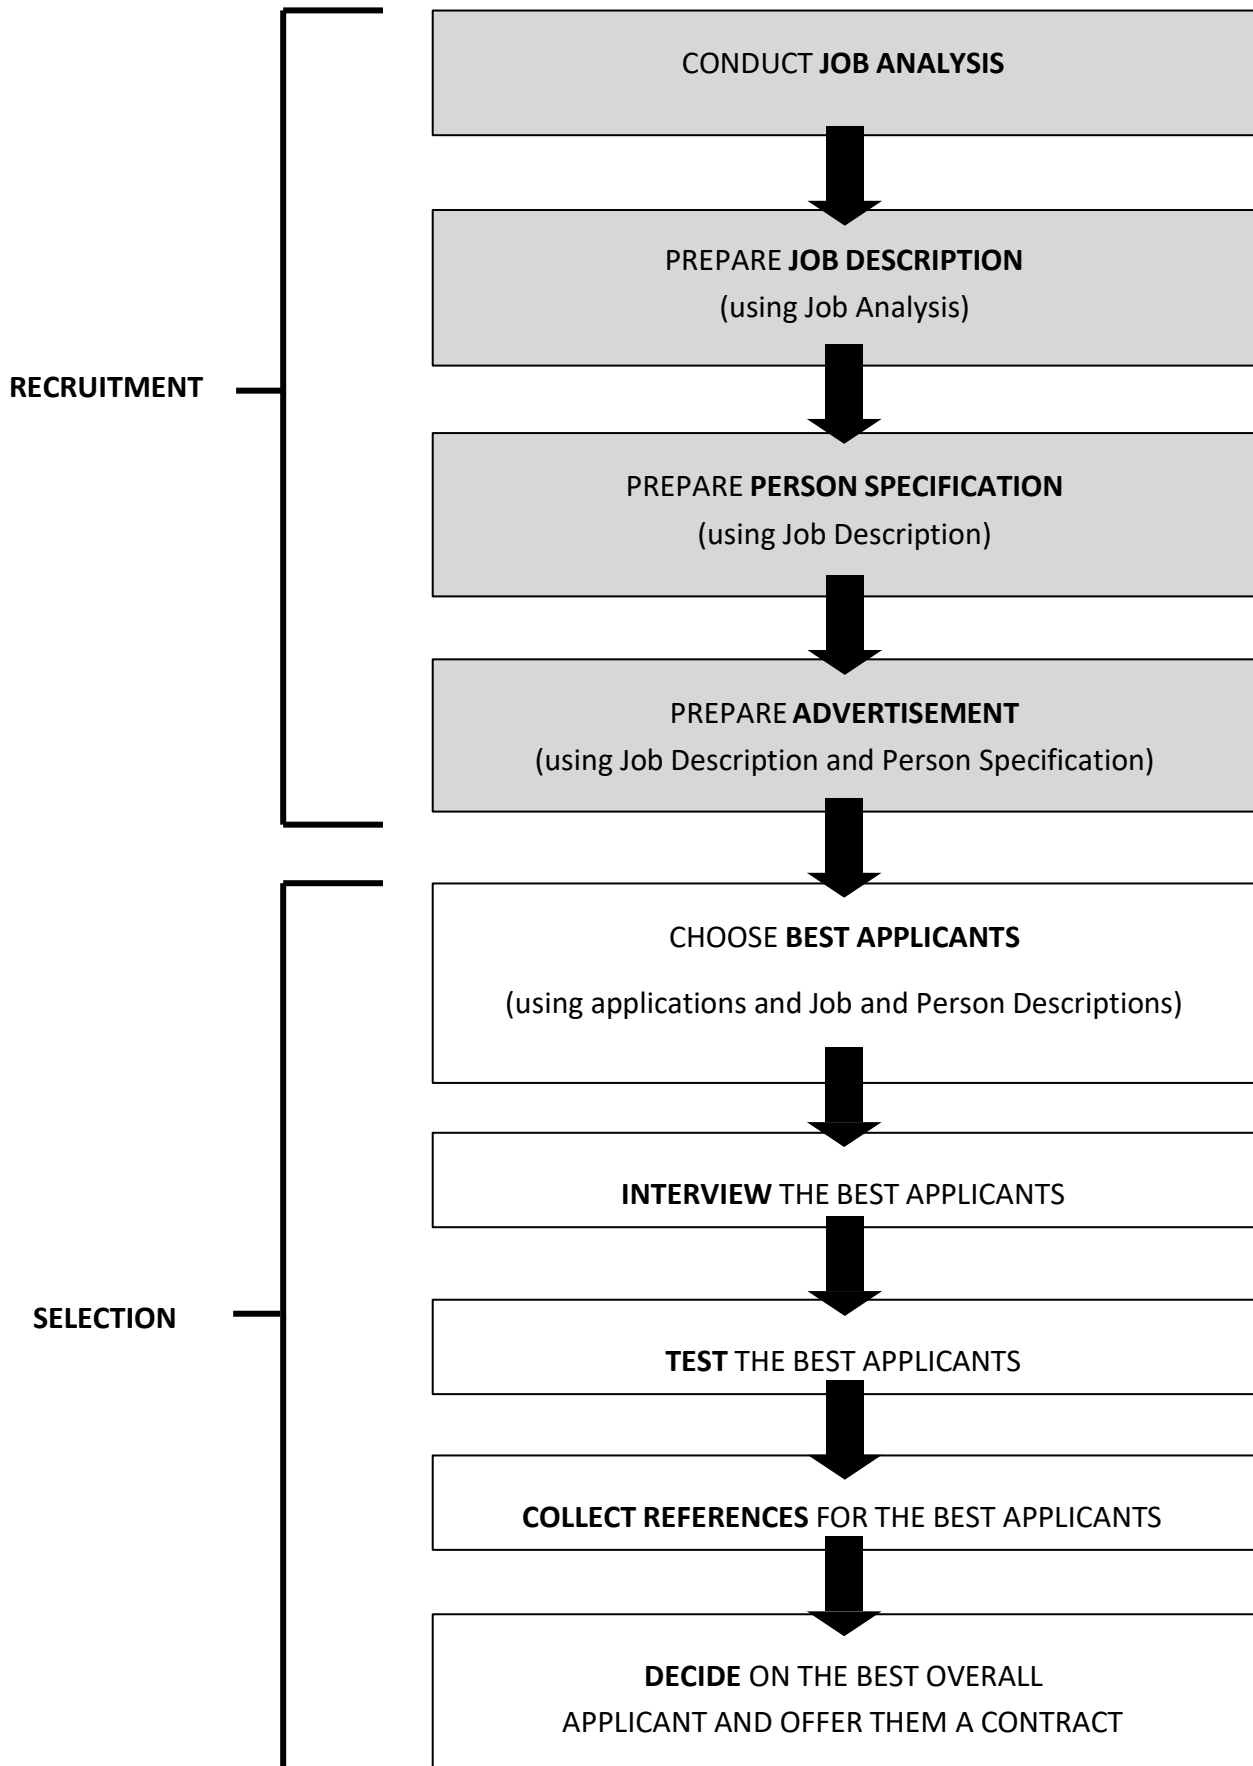 CONDUCT JOB ANALYSIS
PREPARE JOB DESCRIPTION
(using Job Analysis)
RECRUITMENT
PREPARE PERSON SPECIFICATION
(using Job Description)
PREPARE ADVERTISEMENT
(using Job Description and Person Specification)
CHOOSE BEST APPLICANTS
(using applications and Job and Person Descriptions)
INTERVIEW THE BEST APPLICANTS
SELECTION
TEST THE BEST APPLICANTS
COLLECT REFERENCES FOR THE BEST APPLICANTS
DECIDE ON THE BEST OVERALL
APPLICANT AND OFFER THEM A CONTRACT